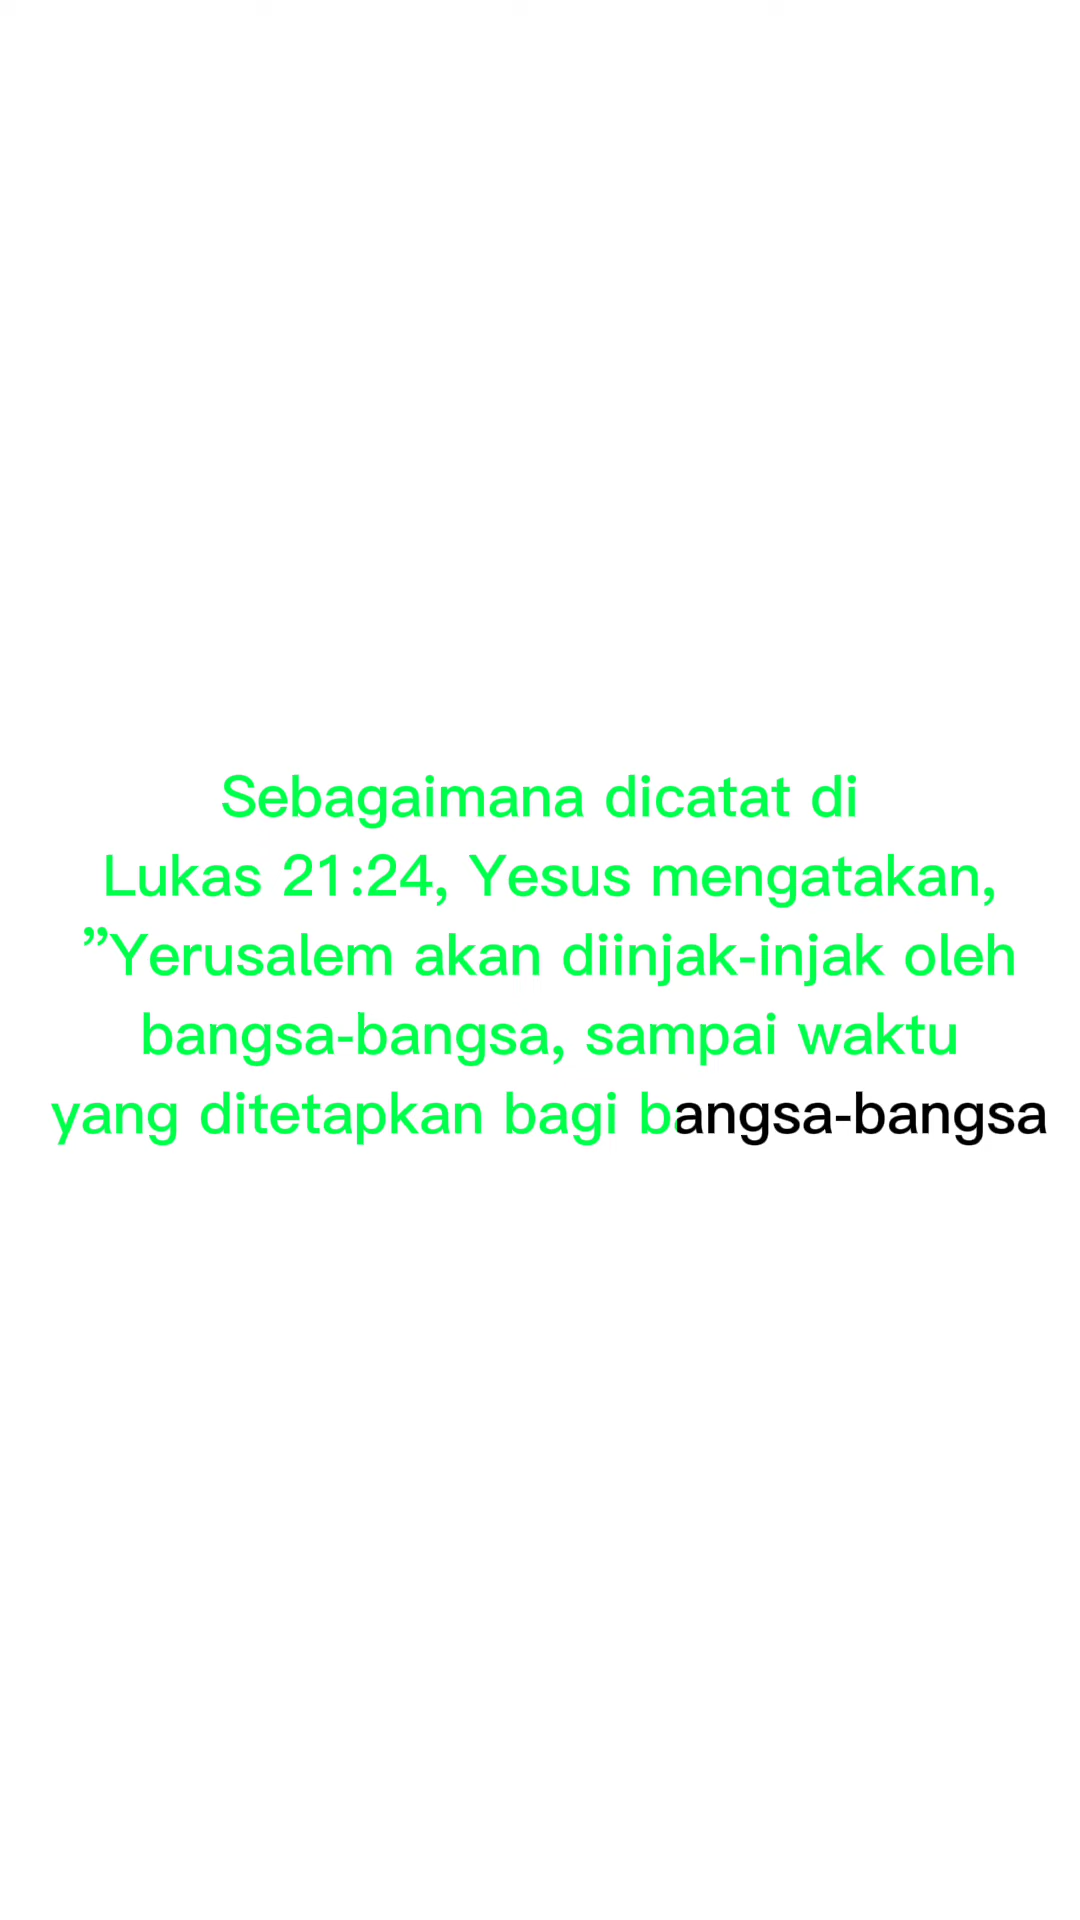 Sebagaimana dicatat di
Lukas 21:24, Yesus mengatakan,
”Yerusalem akan diinjak-injak oleh
bangsa-bangsa, sampai waktu
yang ditetapkan bagi bangsa-bangsa